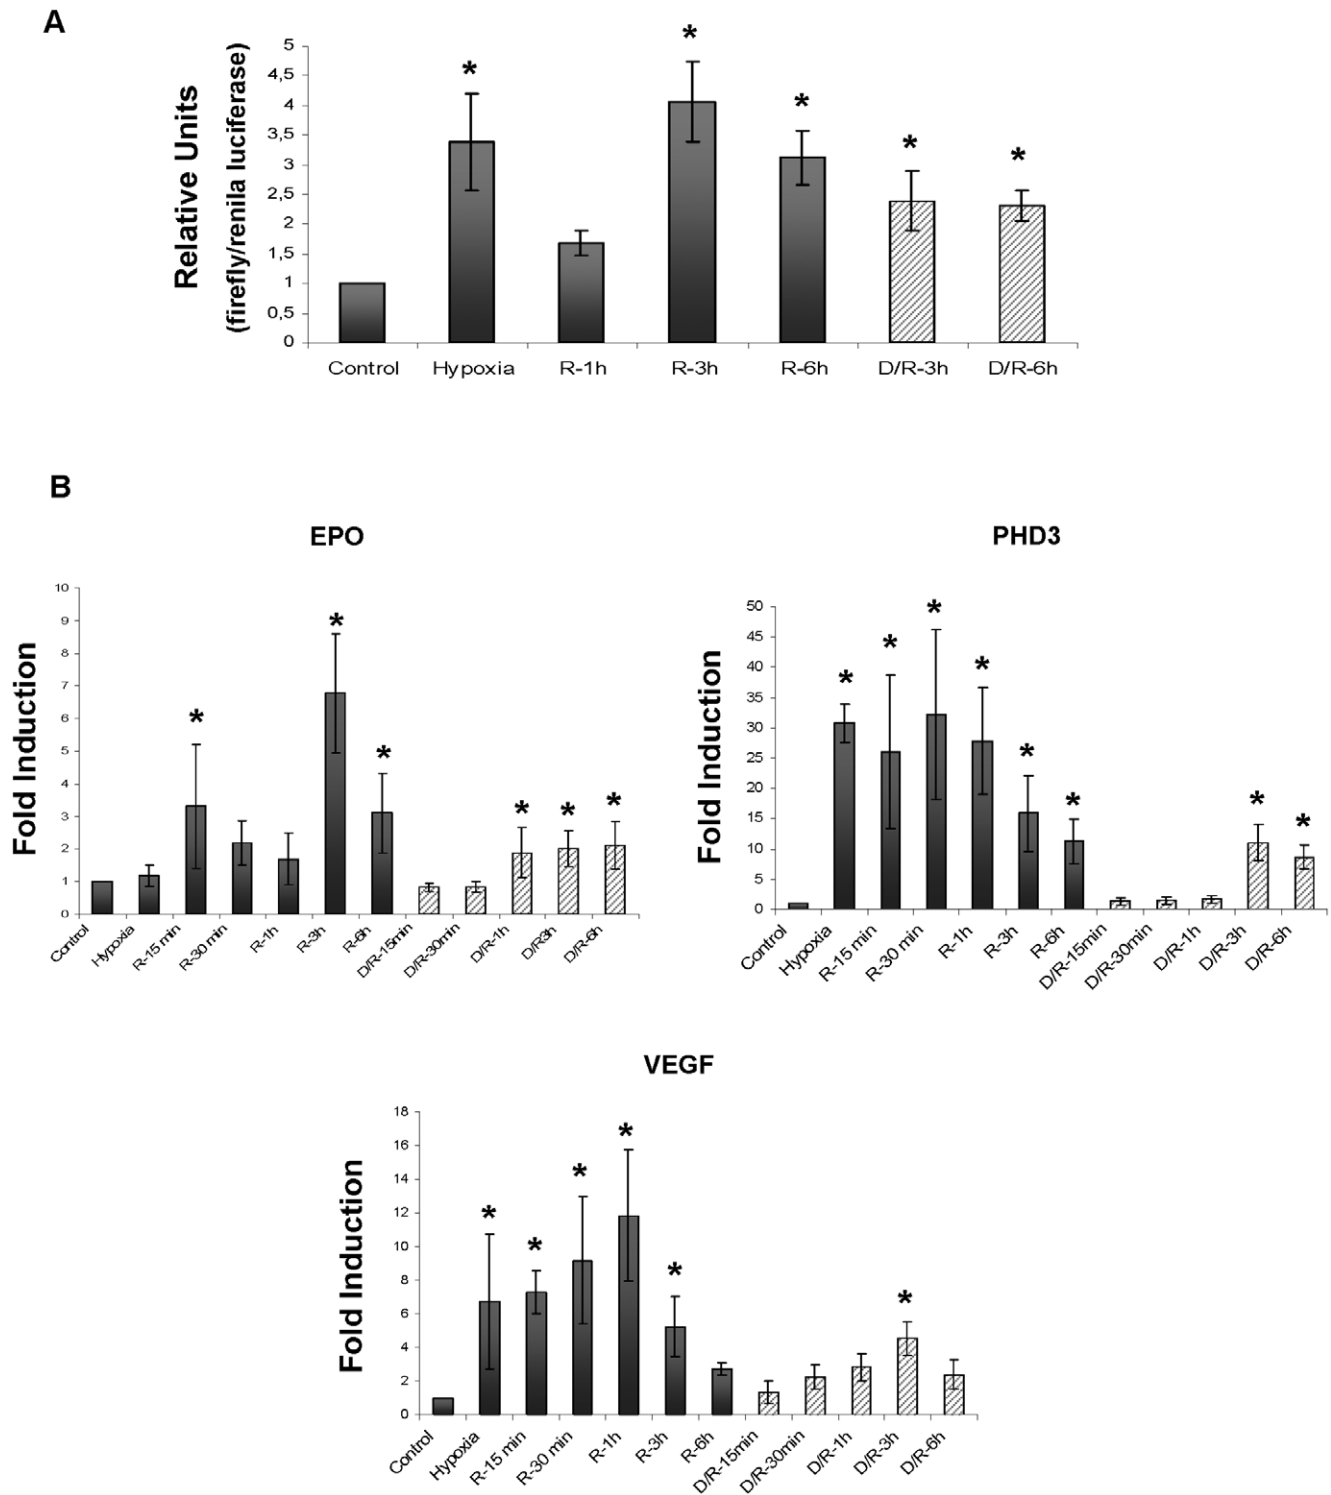 A
Relative Units
(firefly/renila luciferase)
5
4,5
4
3,5
3
2,5
2
1,5
1
0,5
0
* * * * * *
Control Hypoxia R-1h R-3h R-6h D/R-3h D/R-6h
B
EPO
Fold Induction
10
9
8
7
6
5
4
3
2
1
0
* * * * * *
Control Hypoxia R-15 min R-30 min R-1h R-3h R-6h D/R-15min D/R-30min D/R-1h D/R3h D/R-6h
PHD3
Fold Induction
50
45
40
35
30
25
20
15
10
5
0
* * * * * * * *
Control Hypoxia R-15 min R-30 min R-1h R-3h R-6h D/R-15min D/R-30min D/R-1h D/R-3h D/R-6h
VEGF
Fold Induction
18
16
14
12
10
8
6
4
2
0
* * * * * *
Control Hypoxia R-15 min R-30 min R-1h R-3h R-6h D/R-15min D/R-30min D/R-1h D/R-3h D/R-6h